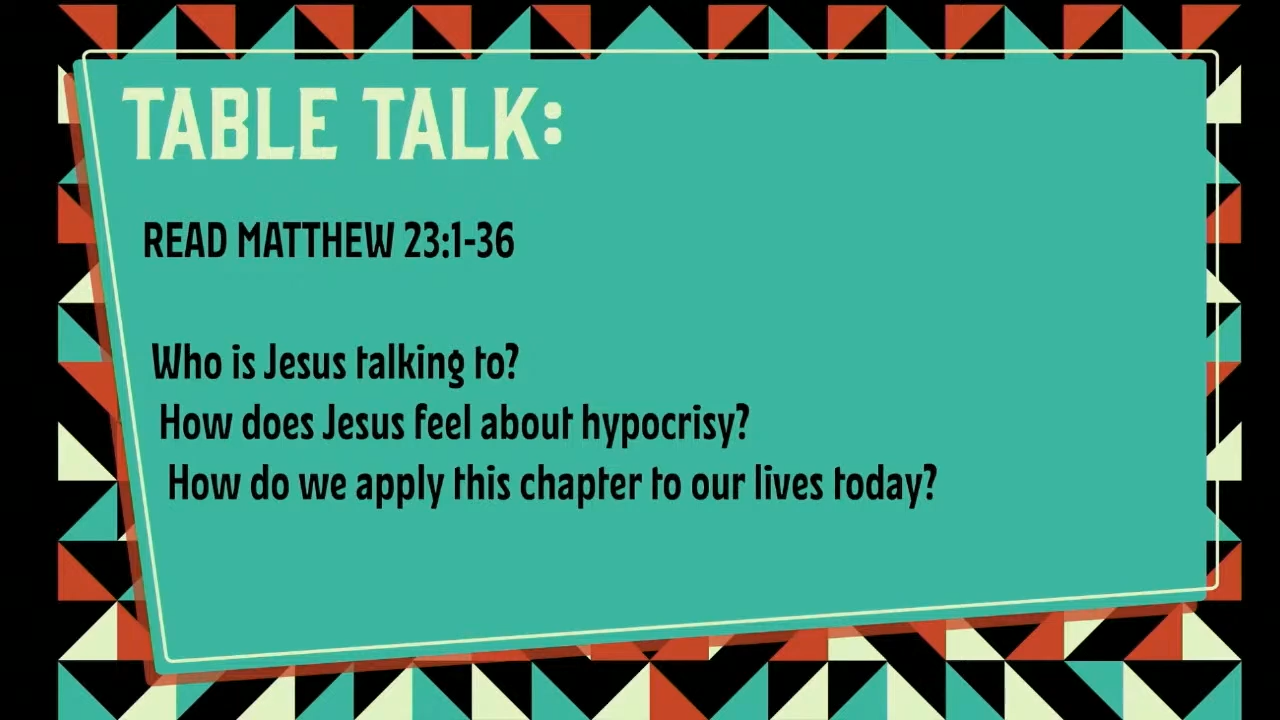 TABLE TALK:
READ MATTHEW 23:1-36
Who is Jesus talking to?
How does Jesus feel about hypocrisy?
How do we apply this chapter to our lives today?